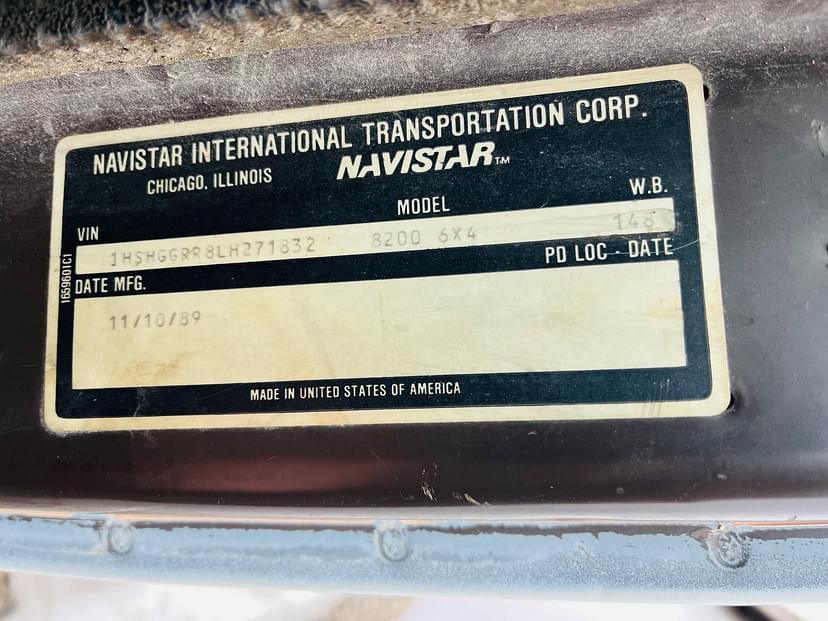 NAVISTAR INTERNATIONAL TRANSPORTATION CORP.
CHICAGO, ILLINOIS NAVISTAR™
VIN MODEL W.B.
1HSHGGRR8LH271832 8200 6X4 148
DATE MFG. PD LOC - DATE
11/10/89
MADE IN UNITED STATES OF AMERICA
1659601C1